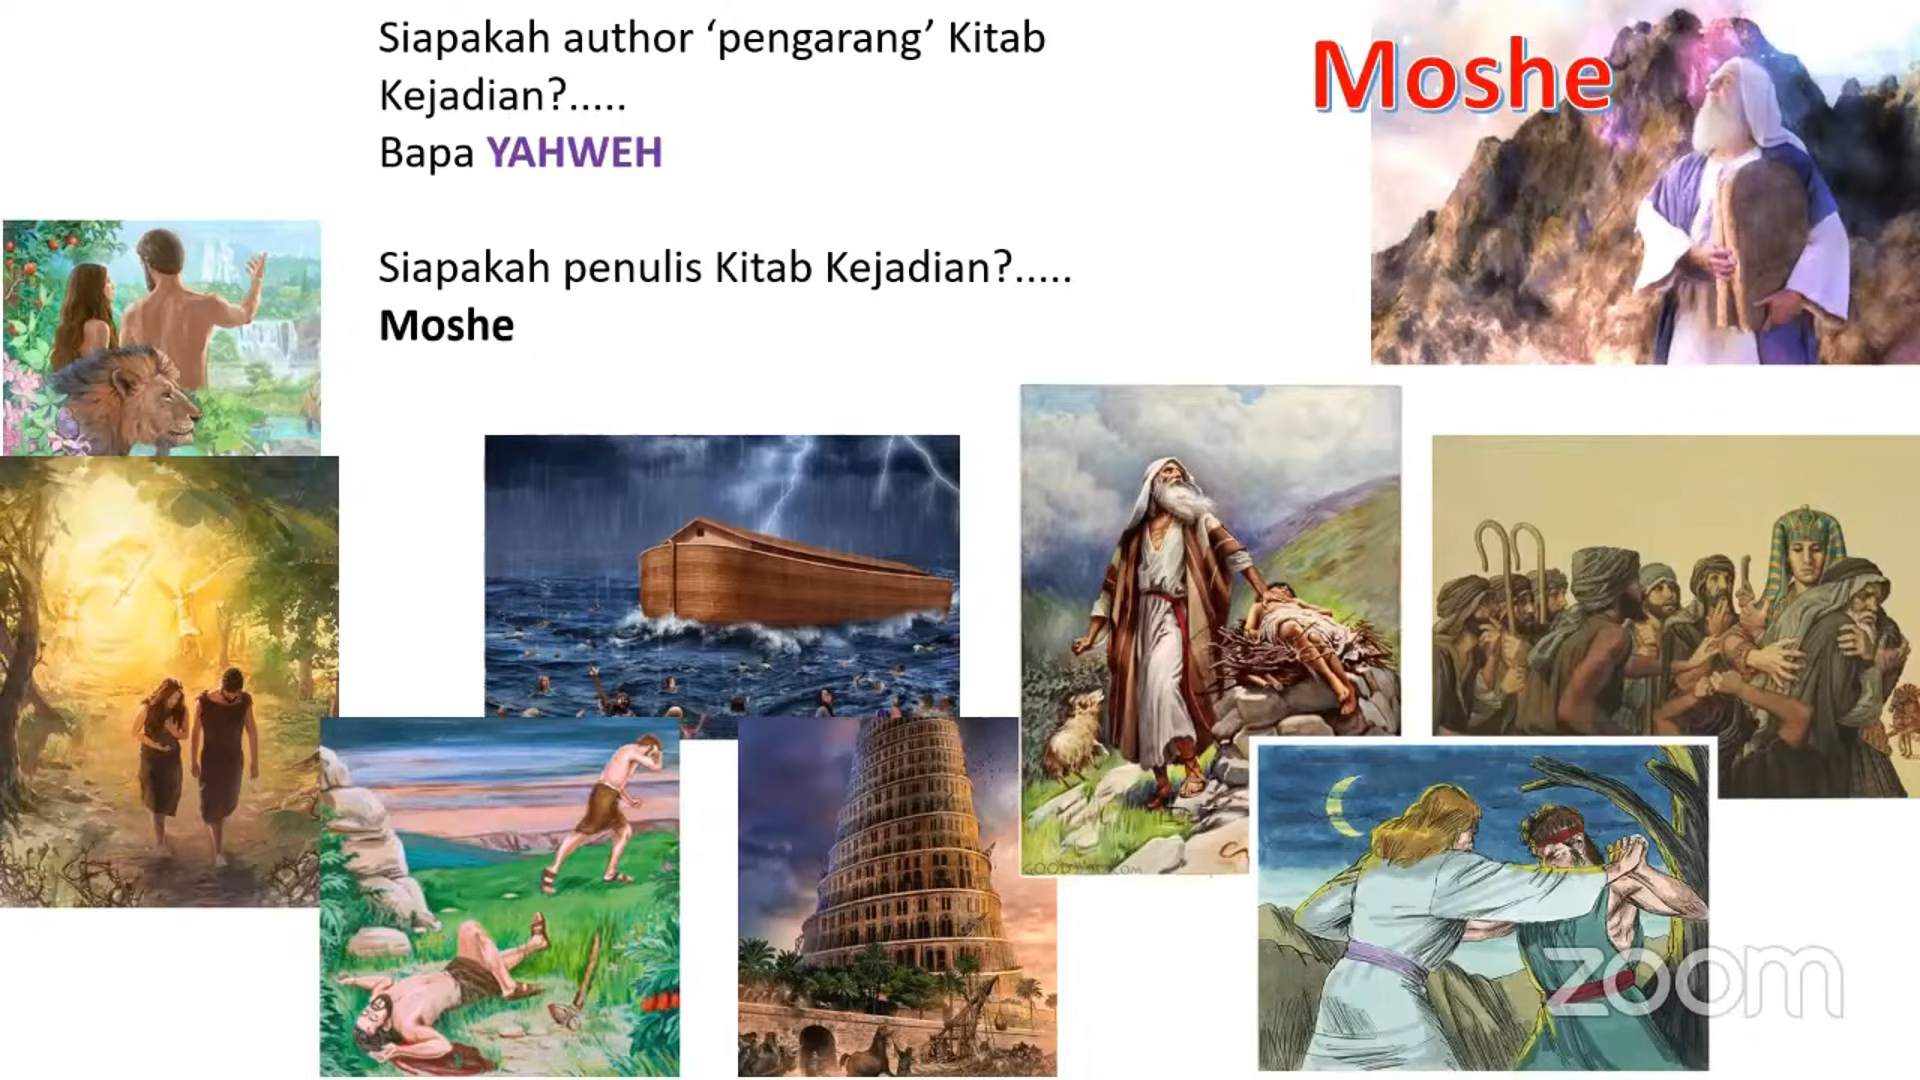 Siapakah author ‘pengarang’ Kitab
Kejadian?.....
Bapa YAHWEH
Siapakah penulis Kitab Kejadian?.....
Moshe
Moshe
zoom